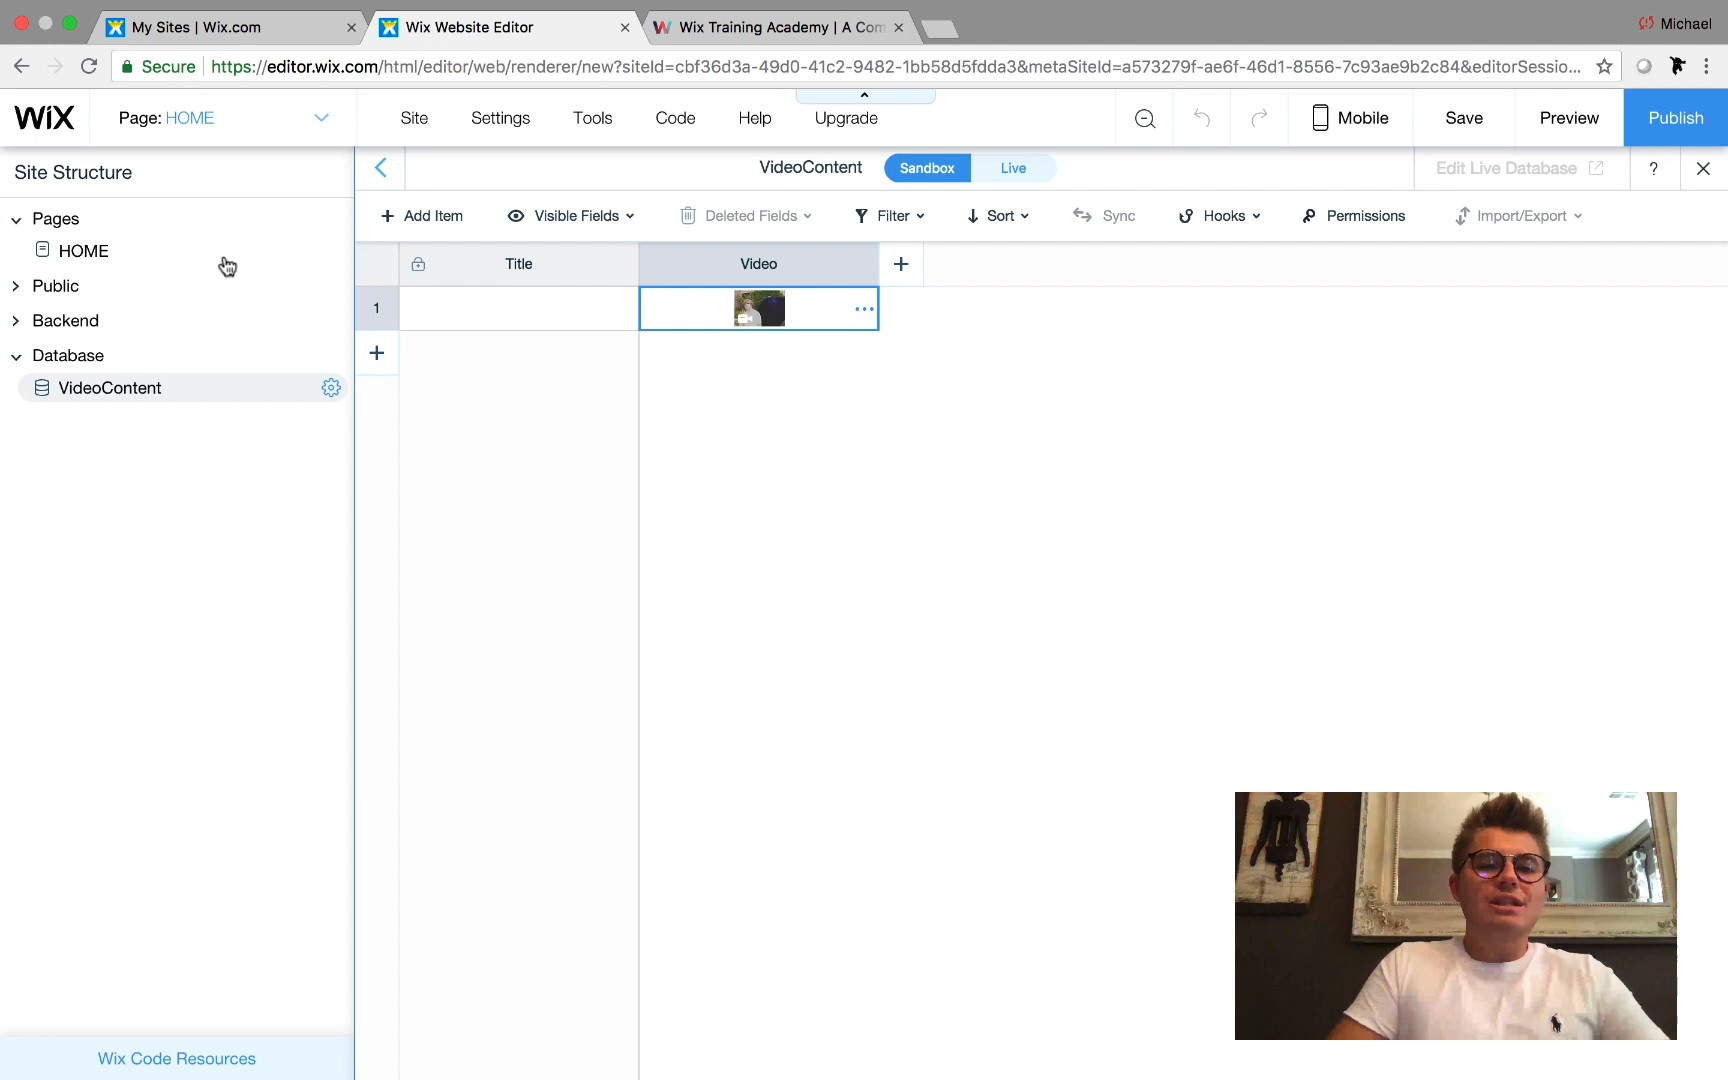 My Sites | Wix.com
Wix Website Editor
Wix Training Academy | A Com
Michael
Secure
https://editor.wix.com/html/editor/web/renderer/new?siteId=cbf36d3a-49d0-41c2-9482-1bb58d5fdda3&metaSiteId=a573279f-ae6f-46d1-8556-7c93ae9b2c84&editorSessio...
WiX
Page: HOME
Site
Settings
Tools
Code
Help
Upgrade
Mobile
Save
Preview
Publish
Site Structure
VideoContent
Sandbox
Live
Edit Live Database
?
Add Item
Visible Fields
Deleted Fields
Filter
Sort
Sync
Hooks
Permissions
Import/Export
Pages
HOME
Public
Backend
Database
VideoContent
Title
Video
1
Wix Code Resources